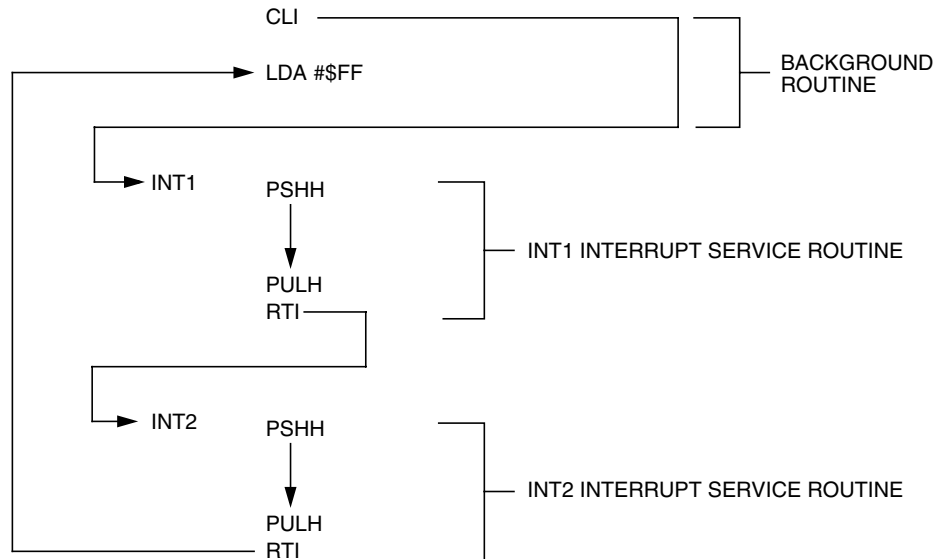 CLI
LDA #$FF
BACKGROUND
ROUTINE
INT1
PSHH
INT1 INTERRUPT SERVICE ROUTINE
PULH
RTI
INT2
PSHH
INT2 INTERRUPT SERVICE ROUTINE
PULH
RTI